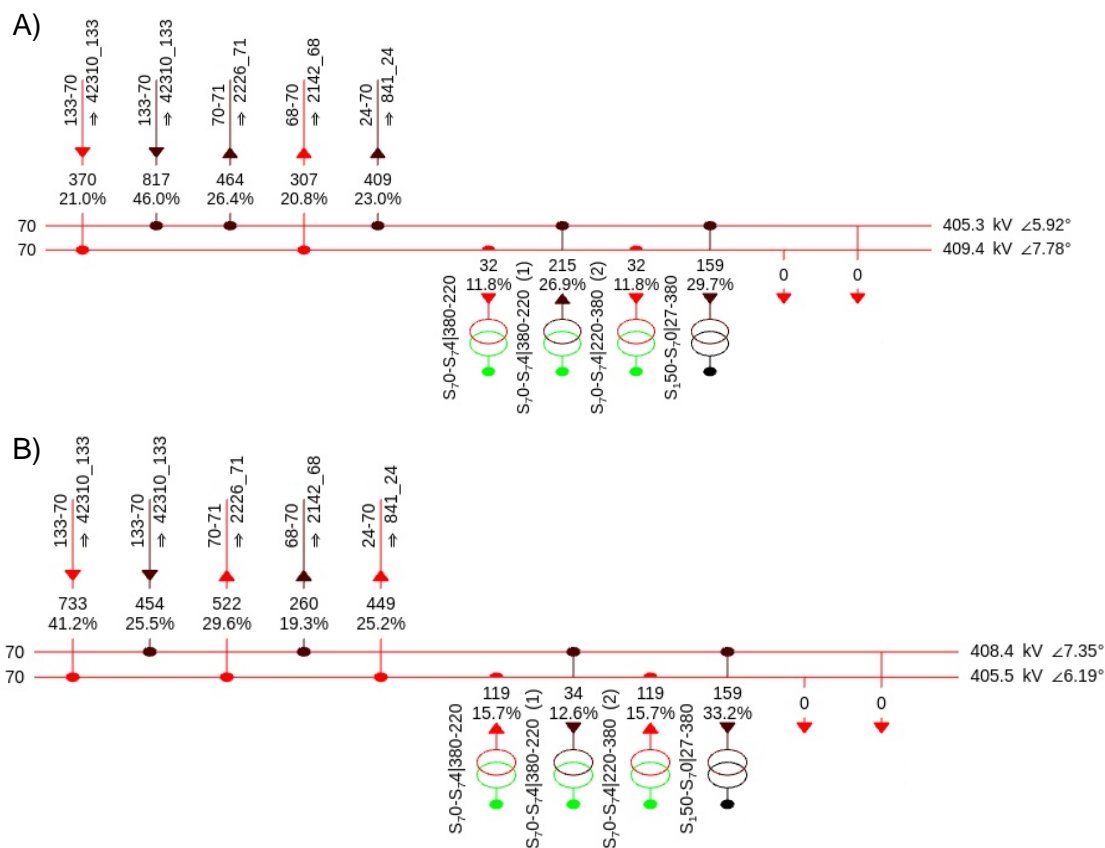 A)
133-70
⇒ 42310_133
133-70
⇒ 42310_133
70-71
⇒ 2226_71
68-70
⇒ 2142_68
24-70
⇒ 841_24
370 817 464 307 409
21.0% 46.0% 26.4% 20.8% 23.0%
70 405.3 kV ∠5.92°
70 409.4 kV ∠7.78°
32 215 32 159 0 0
11.8% 26.9% 11.8% 29.7%
S₇0-S₇4|380-220
S₇0-S₇4|380-220 (1)
S₇0-S₇4|220-380 (2)
S₁50-S₇0|27-380
B)
133-70
⇒ 42310_133
133-70
⇒ 42310_133
70-71
⇒ 2226_71
68-70
⇒ 2142_68
24-70
⇒ 841_24
733 454 522 260 449
41.2% 25.5% 29.6% 19.3% 25.2%
70 408.4 kV ∠7.35°
70 405.5 kV ∠6.19°
119 34 119 159 0 0
15.7% 12.6% 15.7% 33.2%
S₇0-S₇4|380-220
S₇0-S₇4|380-220 (1)
S₇0-S₇4|220-380 (2)
S₁50-S₇0|27-380